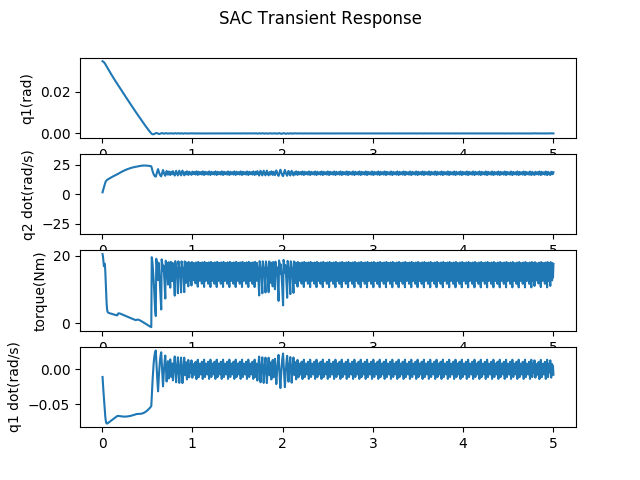 SAC Transient Response
q1(rad)
0.02
0.00
0 1 2 3 4 5
q2 dot(rad/s)
25
0
−25
0 1 2 3 4 5
torque(Nm)
20
0
0 1 2 3 4 5
q1 dot(rad/s)
0.00
−0.05
0 1 2 3 4 5